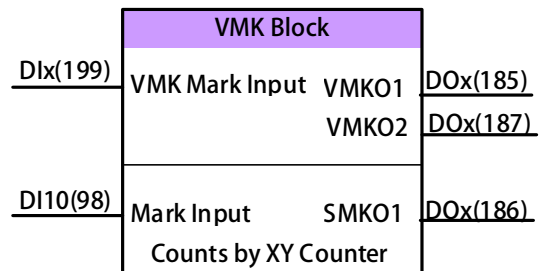 VMK Block
DIx(199) VMK Mark Input VMKO1 DOx(185)
VMKO2 DOx(187)
DI10(98) Mark Input SMKO1 DOx(186)
Counts by XY Counter